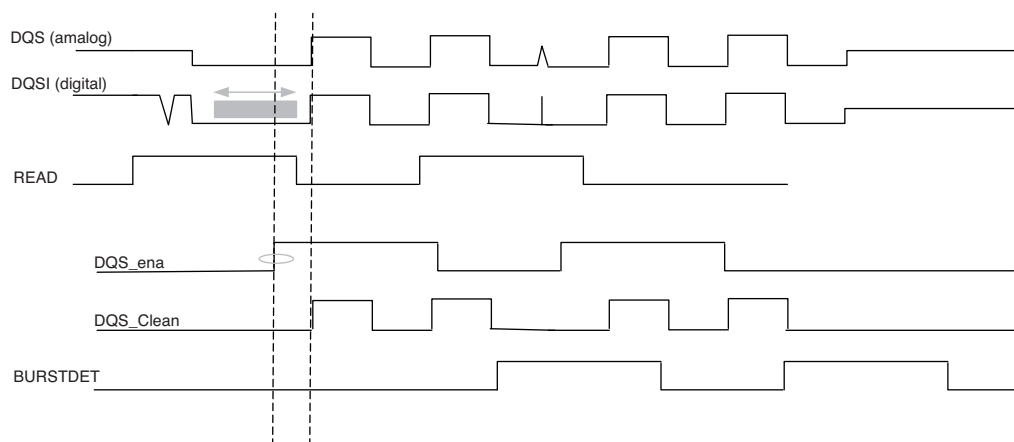 DQS (amalog)
DQSI (digital)
READ
DQS_ena
DQS_Clean
BURSTDET